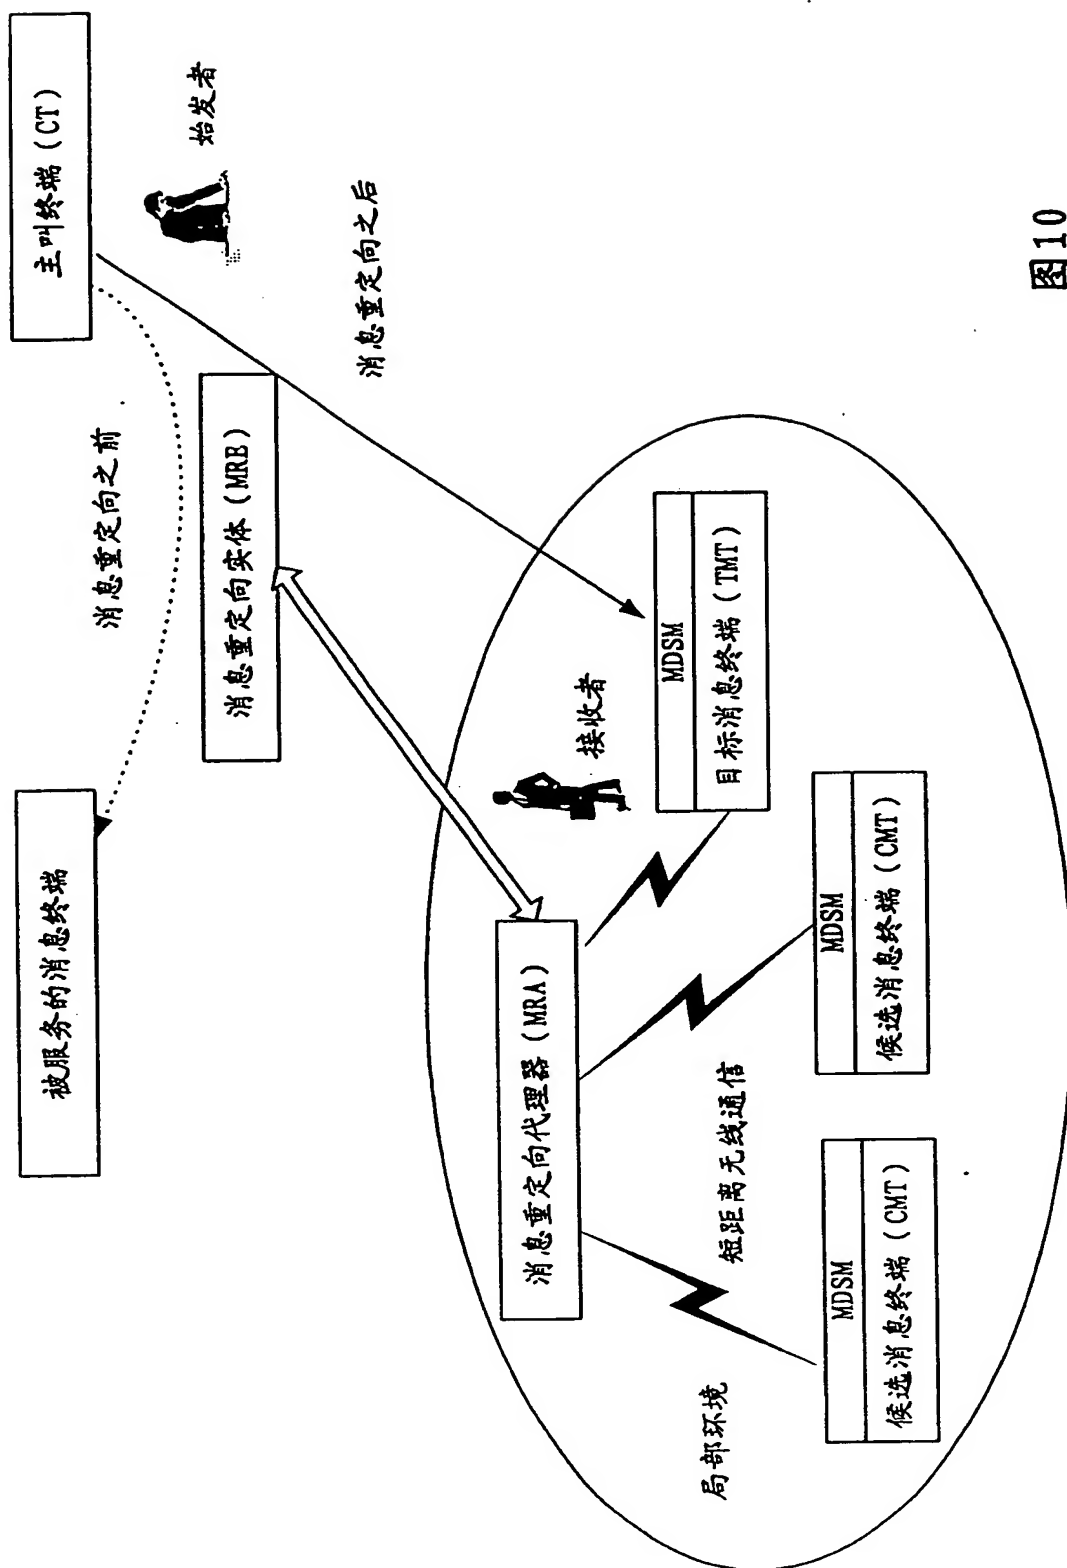 被服务的消息终端
主叫终端(CT)
消息重定向之前
始发者
消息重定向实体(MRB)
消息重定向之后
消息重定向代理器(MRA)
接收者
MDSM
目标消息终端(TMT)
短距离无线通信
局部环境
MDSM
候选消息终端(CMT)
MDSM
候选消息终端(CMT)
图10